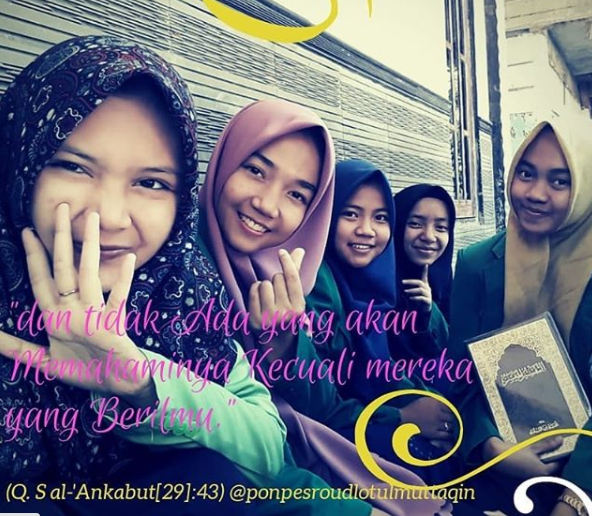 "dan tidak Ada yang akan
Memahaminya Kecuali mereka
yang Berilmu."
(Q. S al-'Ankabut[29]:43) @ponpesroudlotulmuttaqin